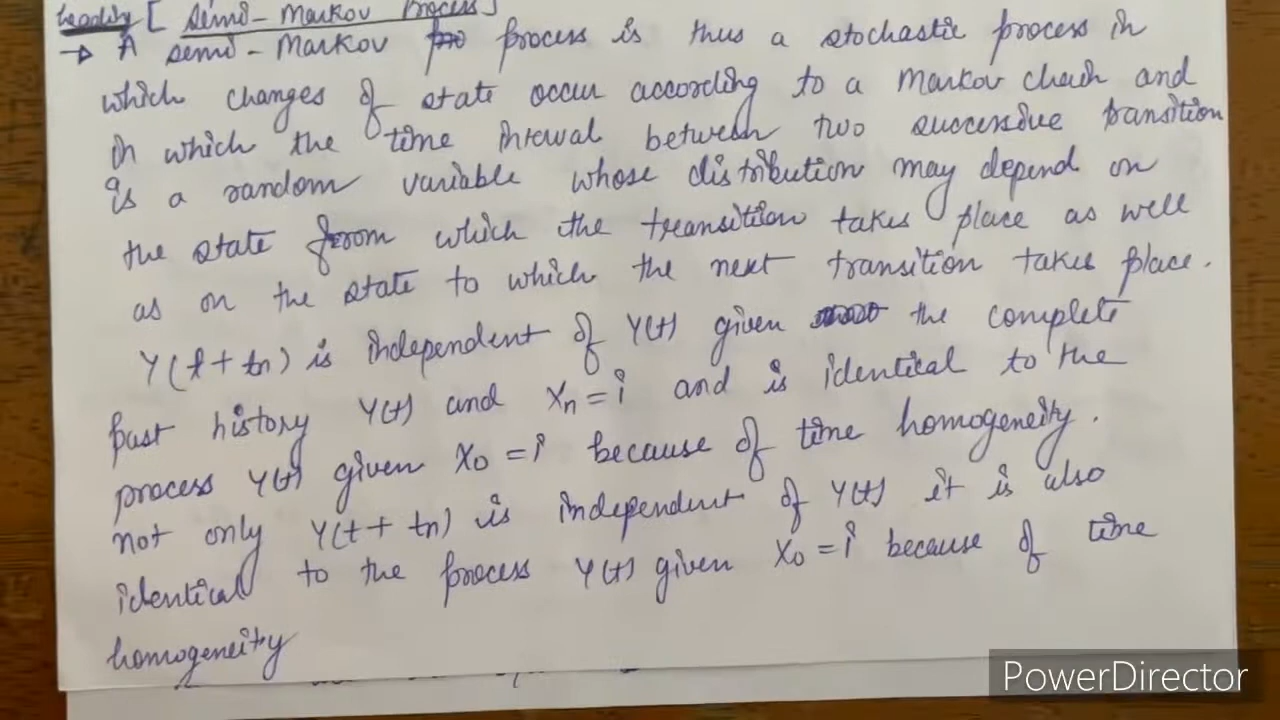 Heading [ Semi-Markov Process ]
→ A semi-Markov process is thus a stochastic process in
which changes of state occur according to a Markov chain and
in which the time interval between two successive transition
is a random variable whose distribution may depend on
the state from which the transition takes place as well
as on the state to which the next transition takes place.
Y(t+tn) is independent of Y(t) given the complete
past history Y(t) and Xn = i and is identical to the
process Y(t) given X0 = i because of time homogeneity.
not only Y(t+tn) is independent of Y(t) it is also
identical to the process Y(t) given X0 = i because of time
homogeneity
PowerDirector